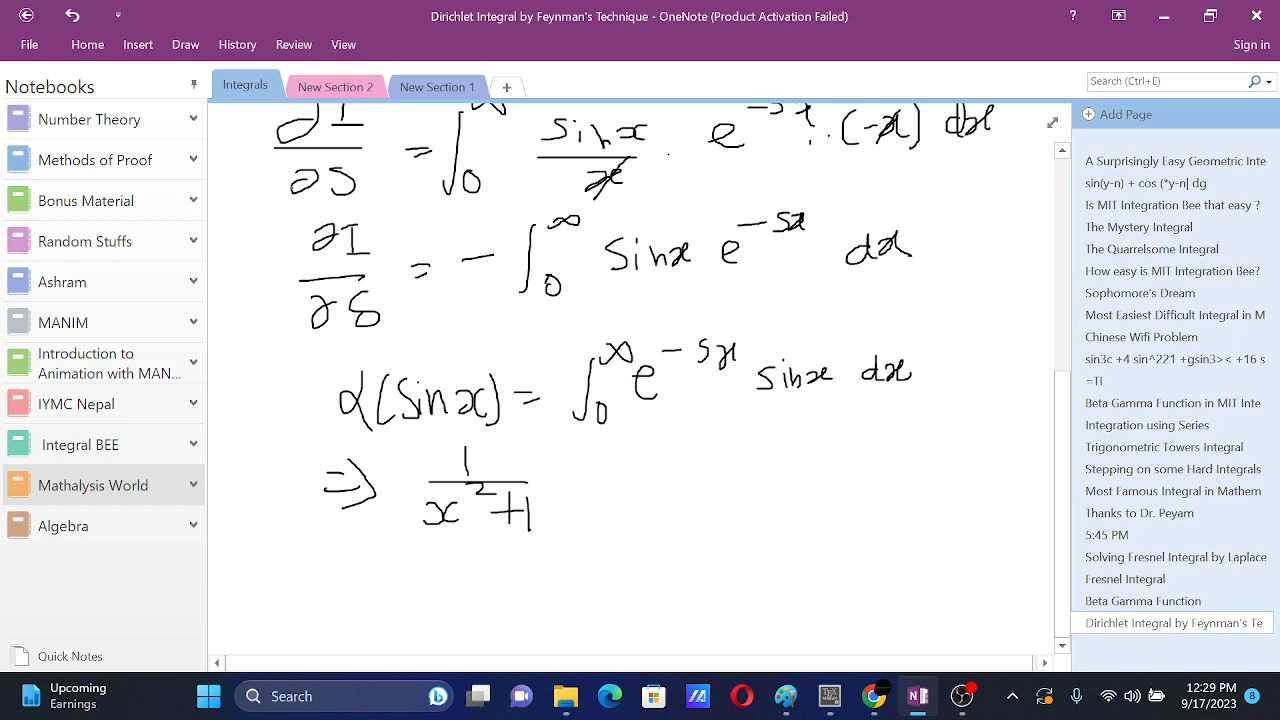 Dirichlet Integral by Feynman's Technique - OneNote (Product Activation Failed)
File Home Insert Draw History Review View
Sign in
Notebooks
Integrals
New Section 2
New Section 1
Search (Ctrl+E)
Number Theory
Methods of Proof
Bonus Material
Random Stuffs
Ashram
MANIM
Introduction to
Animation with MAN...
IYMC Nepal
Integral BEE
Mathalysis World
Algebra
Quick Notes
∂I/∂S = ∫₀^∞ sinx/x . e^-sx . (-x) dx
∂I/∂S = - ∫₀^∞ sinx e^-sx dx
α(sinx) = ∫₀^∞ e^-sx sinx dx
⇒ 1/x²+1
Add Page
A Surprisingly Easy Geometric Inte
sin(y-n) + cos (*y-n] dg
Is MIT Integration Bee that easy ?
The Mystery Integral
The Quarrelsome Integral
How easy is MIT Integration Bee?
Sophomore's Dream
Most Easiest Difficult Integral in M
Chinese Wifi Problem
sin3c +4<< +221 +gsin3>< +16 s
=TI
Beta Gamma Function in MIT Inte
Integration using Series
Trigonometric Towers Integral
Stepping on some Hard Integrals
Most Famous Integral in Mathem
Thanks to Dr. Peyam
5:45 PM
Solving Fresnel Integral by Laplace
Fresnel Integral
Beta Gamma Function
Dirichlet Integral by Feynman's Te
Upcoming
Earnings
Search
12:29 PM
9/17/2023
8